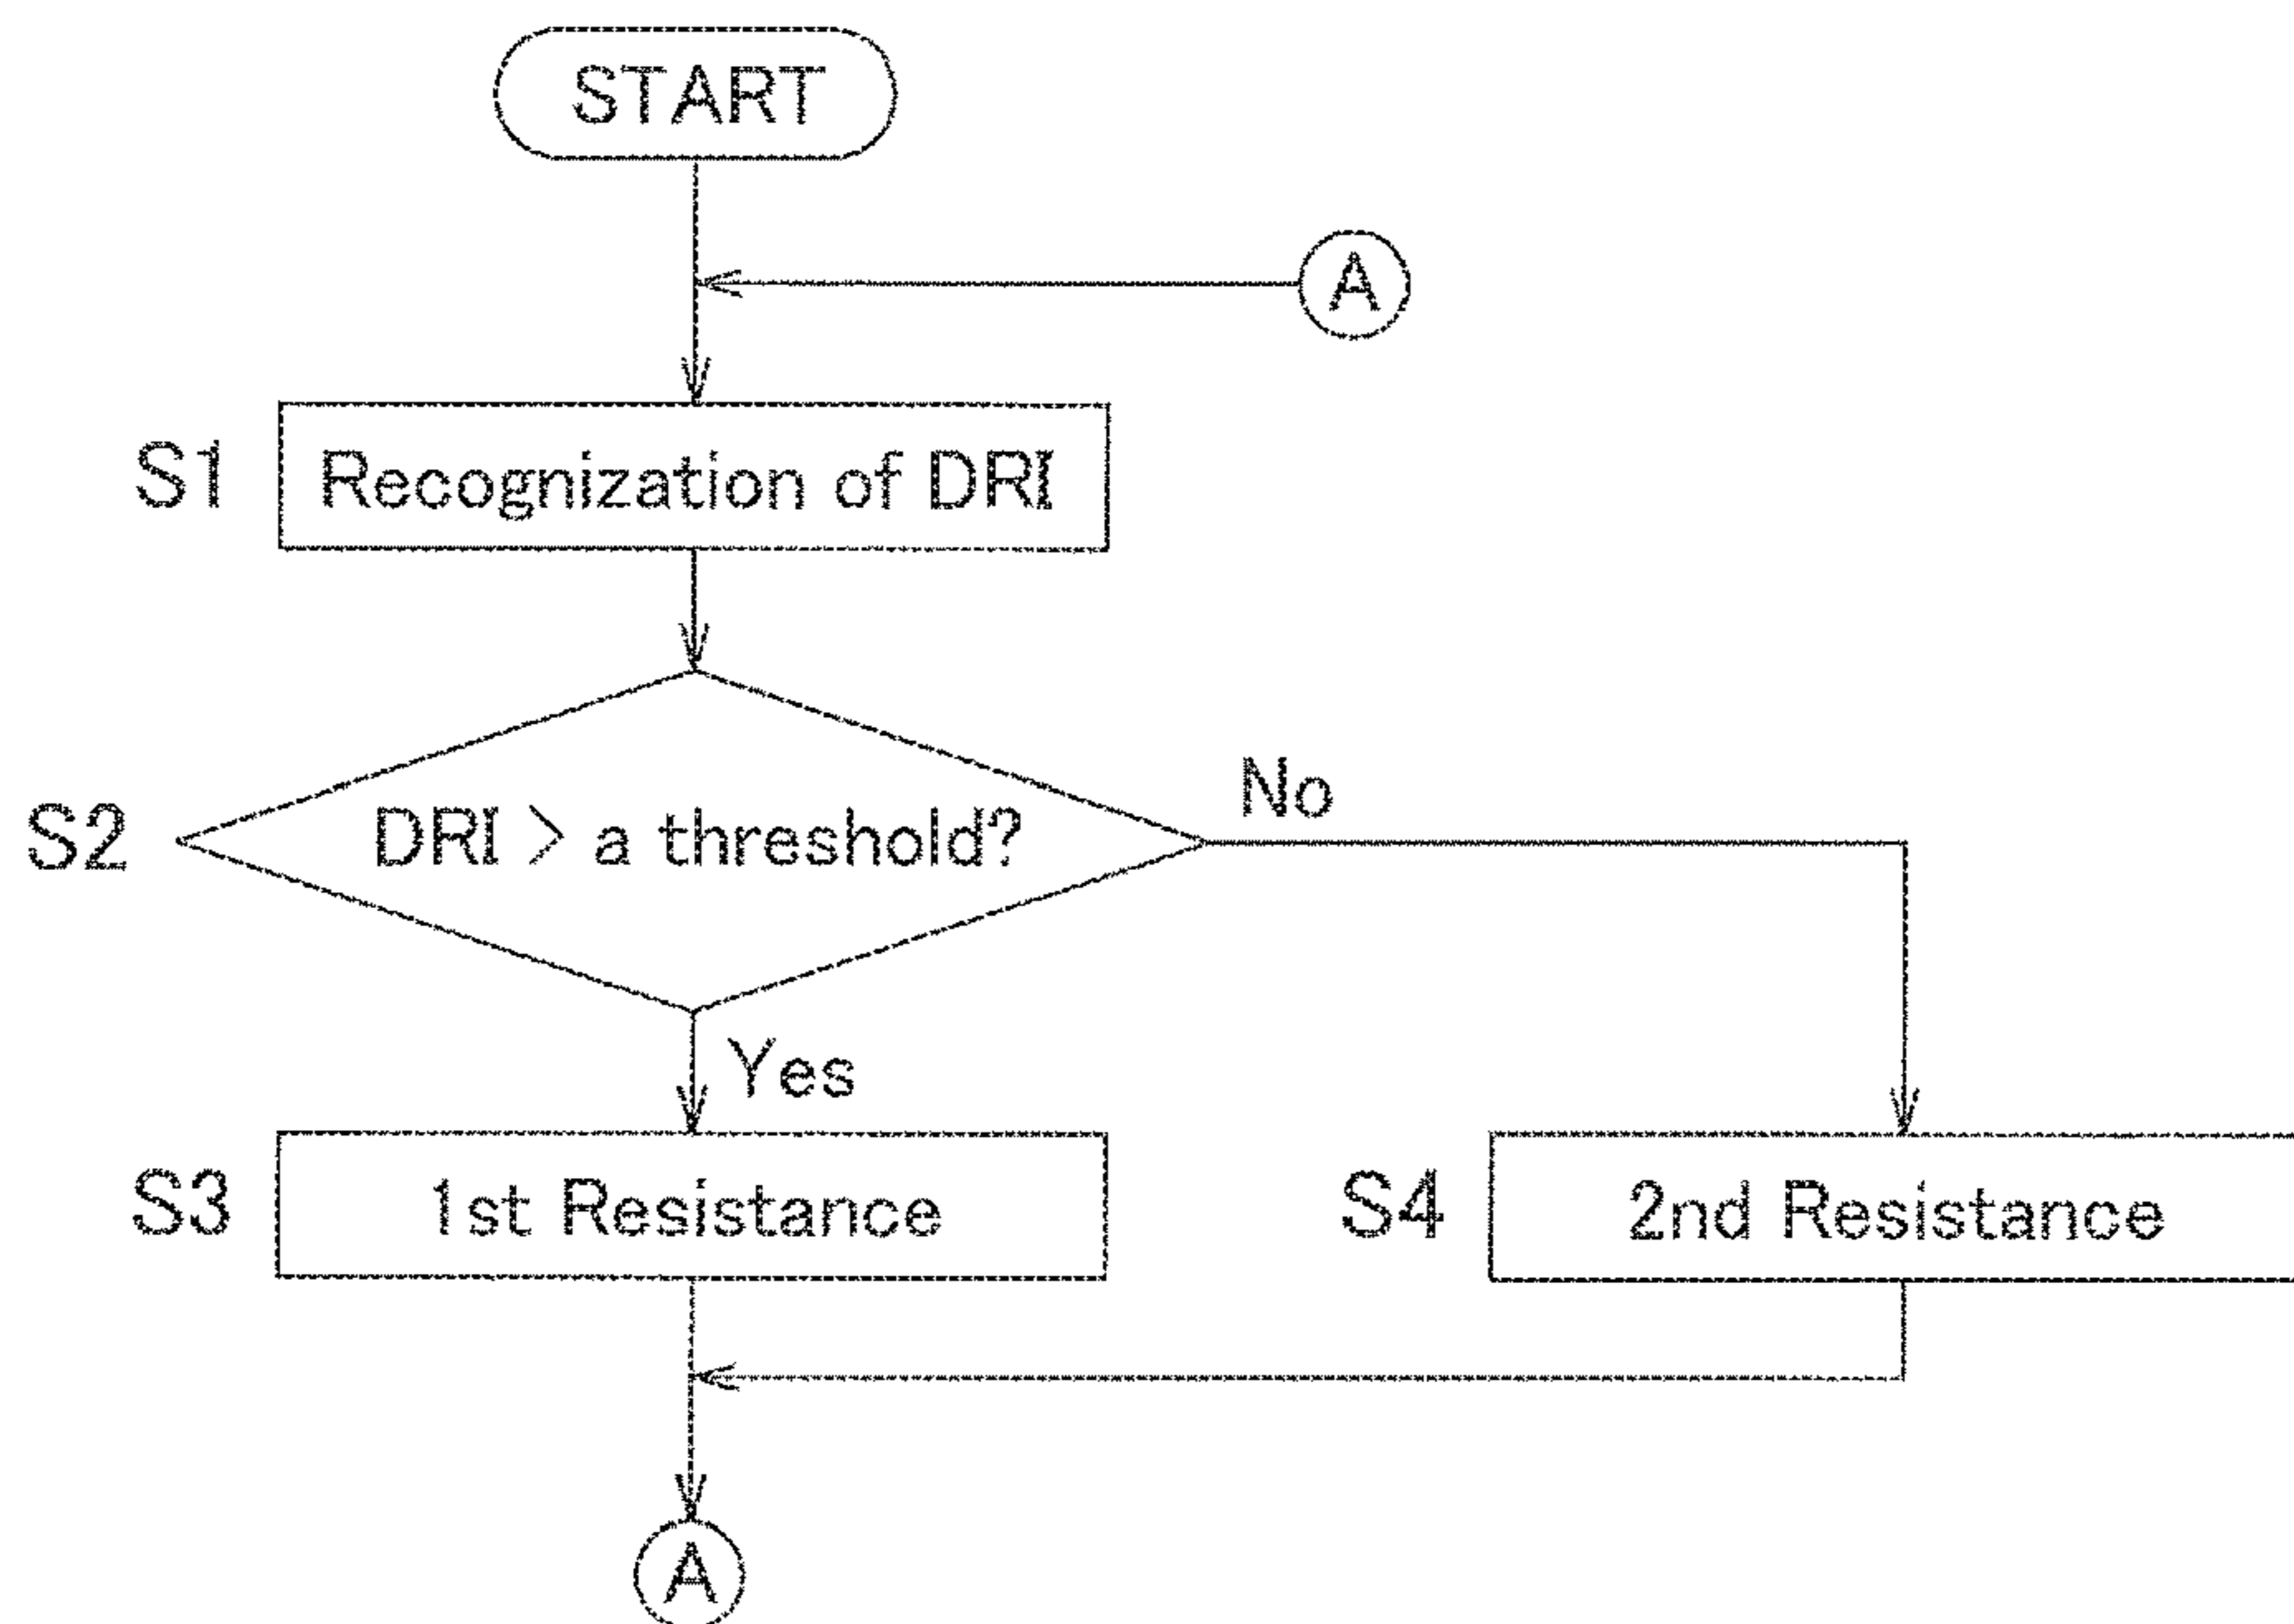 START
A
S1 Recognization of DRI
S2 DRI > a threshold?
No
Yes
S3 1st Resistance
S4 2nd Resistance
A